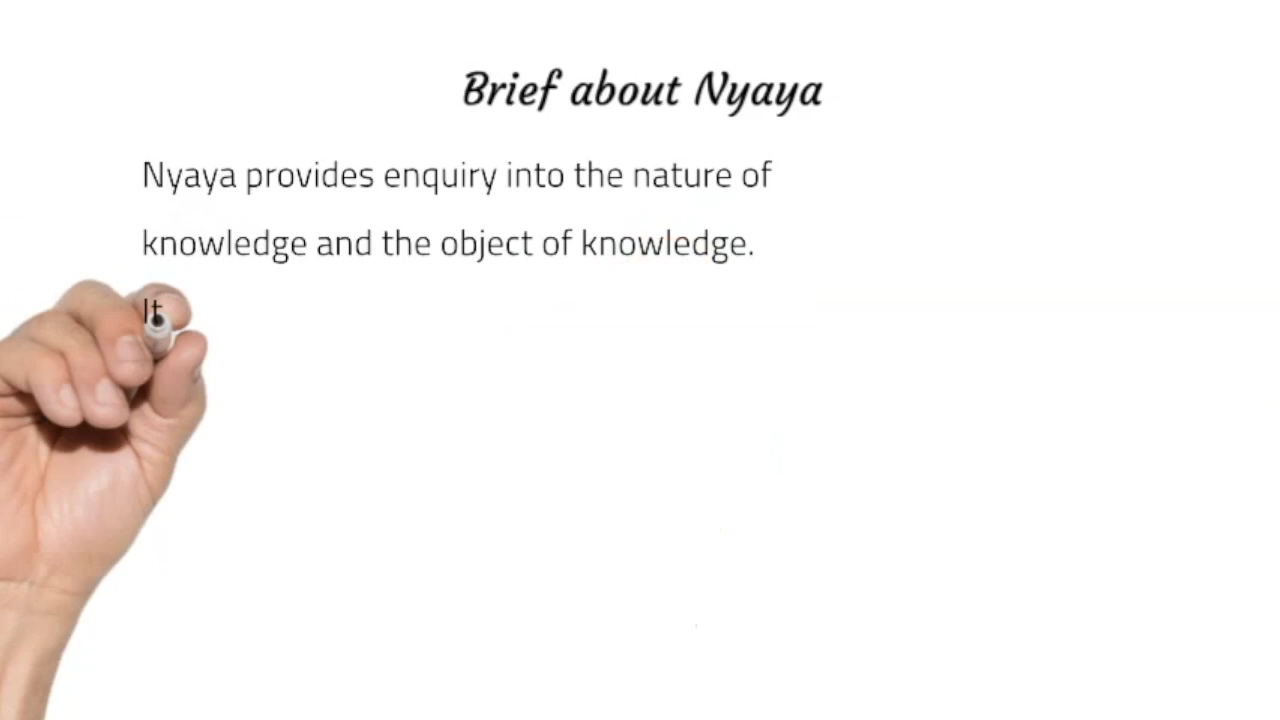 Brief about Nyaya
Nyaya provides enquiry into the nature of
knowledge and the object of knowledge.
It